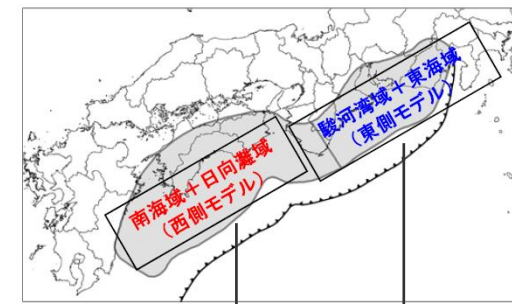 駿河湾域＋東海域
（東側モデル）
南海域＋日向灘域
（西側モデル）